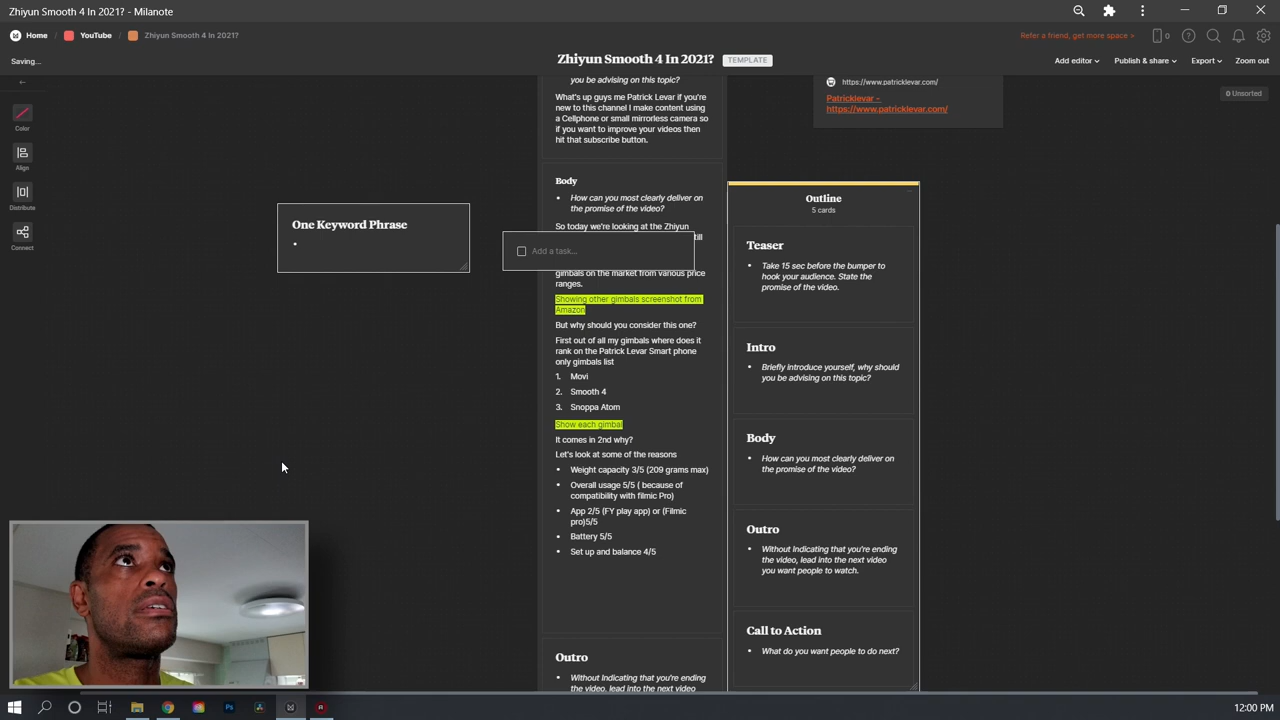 Zhiyun Smooth 4 In 2021? - Milanote
Home
YouTube
Zhiyun Smooth 4 In 2021?
Refer a friend, get more space >
0
Saving...
Zhiyun Smooth 4 In 2021?
TEMPLATE
Add editor
Publish & share
Export
Zoom out
0 Unsorted
Color
Align
Distribute
Connect
One Keyword Phrase
•
Add a task...
you be advising on this topic?
What's up guys me Patrick Levar if you're
new to this channel I make content using
a Cellphone or small mirrorless camera so
if you want to improve your videos then
hit that subscribe button.
Body
• How can you most clearly deliver on
the promise of the video?
So today we're looking at the Zhiyun
gimbals on the market from various price
ranges.
Showing other gimbals screenshot from
Amazon
But why should you consider this one?
First out of all my gimbals where does it
rank on the Patrick Levar Smart phone
only gimbals list
1. Movi
2. Smooth 4
3. Snoppa Atom
Show each gimbal
It comes in 2nd why?
Let's look at some of the reasons
• Weight capacity 3/5 (209 grams max)
• Overall usage 5/5 ( because of
compatibility with filmic Pro)
• App 2/5 (FY play app) or (Filmic
pro)5/5
• Battery 5/5
• Set up and balance 4/5
Outro
• Without Indicating that you're ending
the video, lead into the next video
https://www.patricklevar.com/
Patricklevar -
https://www.patricklevar.com/
Outline
5 cards
Teaser
• Take 15 sec before the bumper to
hook your audience. State the
promise of the video.
Intro
• Briefly introduce yourself, why should
you be advising on this topic?
Body
• How can you most clearly deliver on
the promise of the video?
Outro
• Without Indicating that you're ending
the video, lead into the next video
you want people to watch.
Call to Action
• What do you want people to do next?
12:00 PM